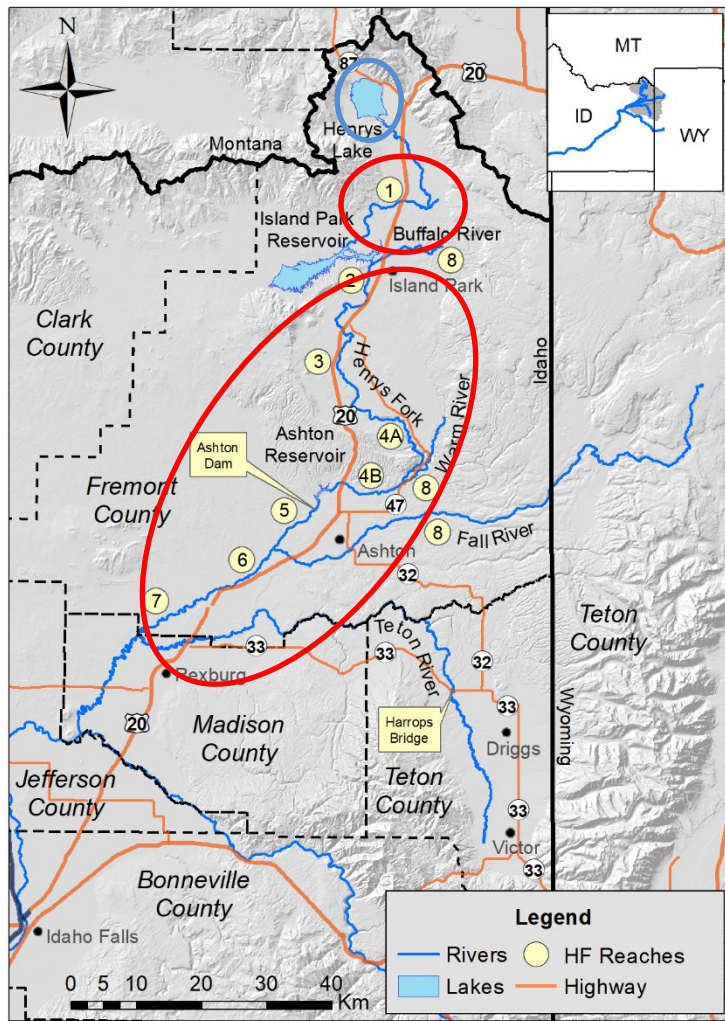 N
MT
ID
WY
87
20
Henrys
Lake
Montana
1
Island Park
Reservoir
Buffalo River
8
2
Island Park
Clark
County
3
Henrys Fork
Idaho
20
Warm River
4A
Ashton
Reservoir
Ashton
Dam
4B
8
47
Fremont
County
5
8
Fall River
Ashton
6
32
7
Teton
County
33
Teton River
33
32
Rexburg
Wyoming
33
20
Madison
County
Harrops
Bridge
Driggs
Jefferson
County
Teton
County
33
Victor
33
Bonneville
County
Idaho Falls
Legend
Rivers
HF Reaches
Lakes
Highway
0 5 10 20 30 40
Km